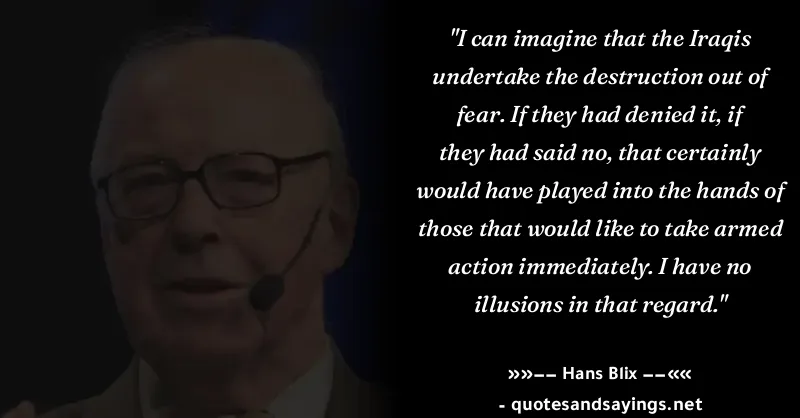 "I can imagine that the Iraqis
undertake the destruction out of
fear. If they had denied it, if
they had said no, that certainly
would have played into the hands of
those that would like to take armed
action immediately. I have no
illusions in that regard."
»»−− Hans Blix −−««
- quotesandsayings.net